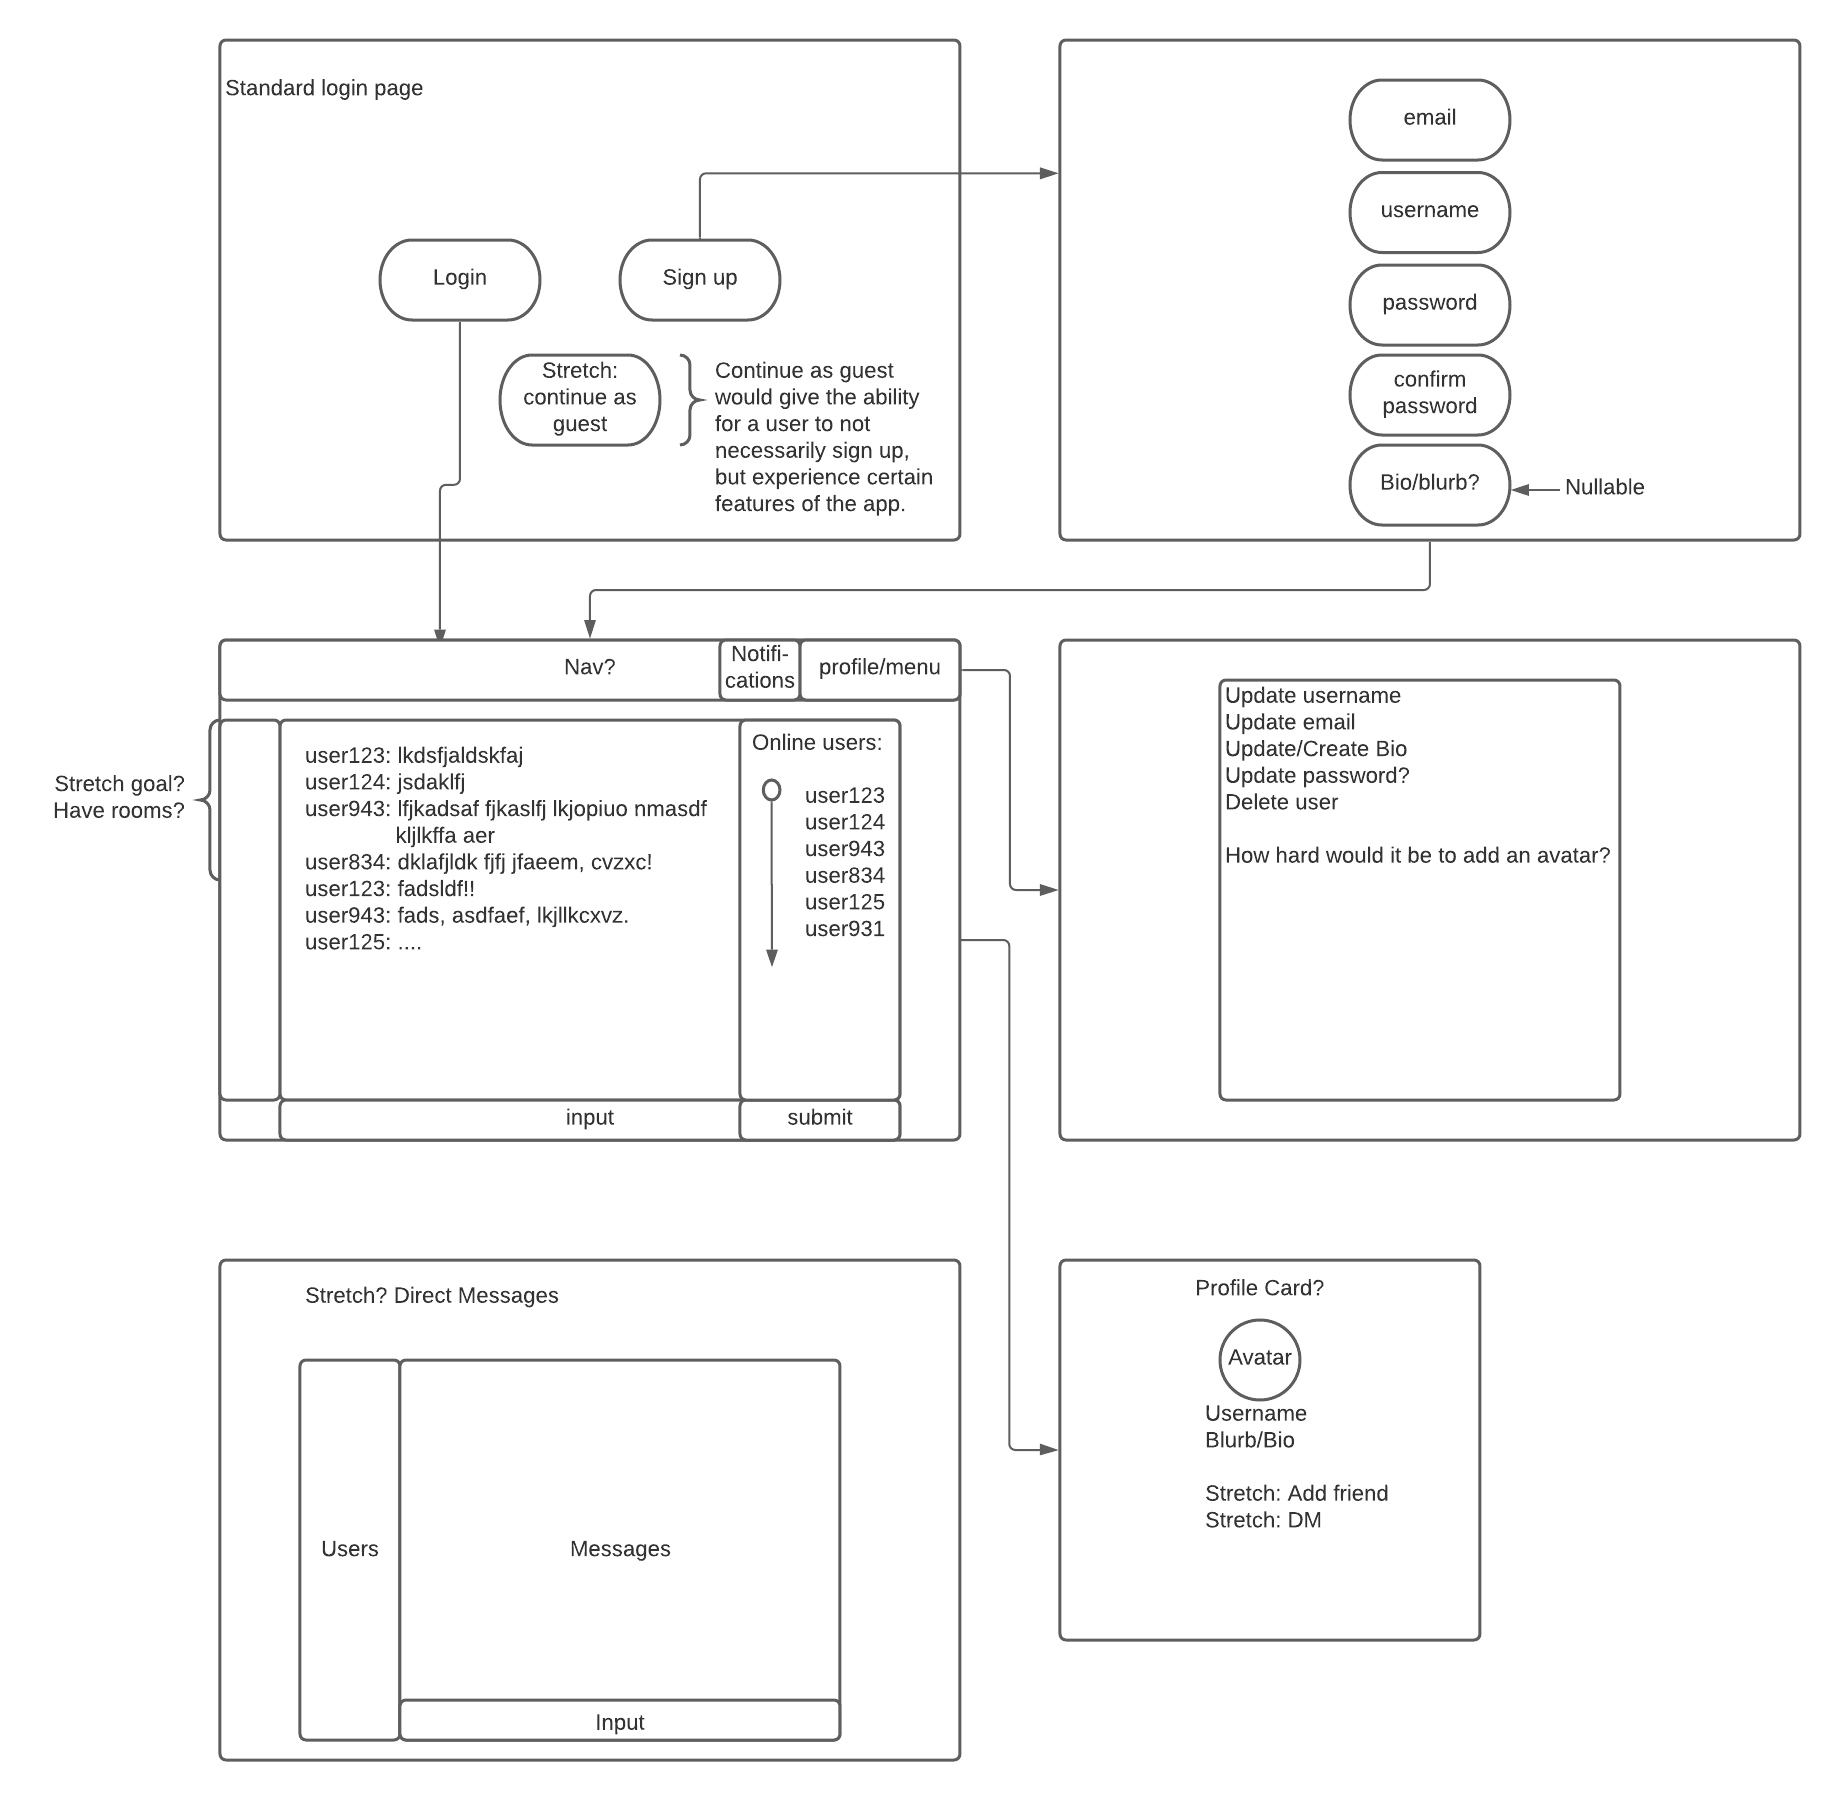 Standard login page
Login
Sign up
Stretch:
continue as
guest
Continue as guest
would give the ability
for a user to not
necessarily sign up,
but experience certain
features of the app.
email
username
password
confirm
password
Bio/blurb?
Nullable
Nav?
Notifi-
cations
profile/menu
Stretch goal?
Have rooms?
user123: lkdsfjaldskfaj
user124: jsdaklfj
user943: lfjkadsaf fjkaslfj lkjopiuo nmasdf
kljlkffa aer
user834: dklafjldk fjfj jfaeem, cvzxc!
user123: fadsldf!!
user943: fads, asdfaef, lkjllkcxvz.
user125: ....
Online users:
user123
user124
user943
user834
user125
user931
input
submit
Update username
Update email
Update/Create Bio
Update password?
Delete user
How hard would it be to add an avatar?
Stretch? Direct Messages
Users
Messages
Input
Profile Card?
Avatar
Username
Blurb/Bio
Stretch: Add friend
Stretch: DM